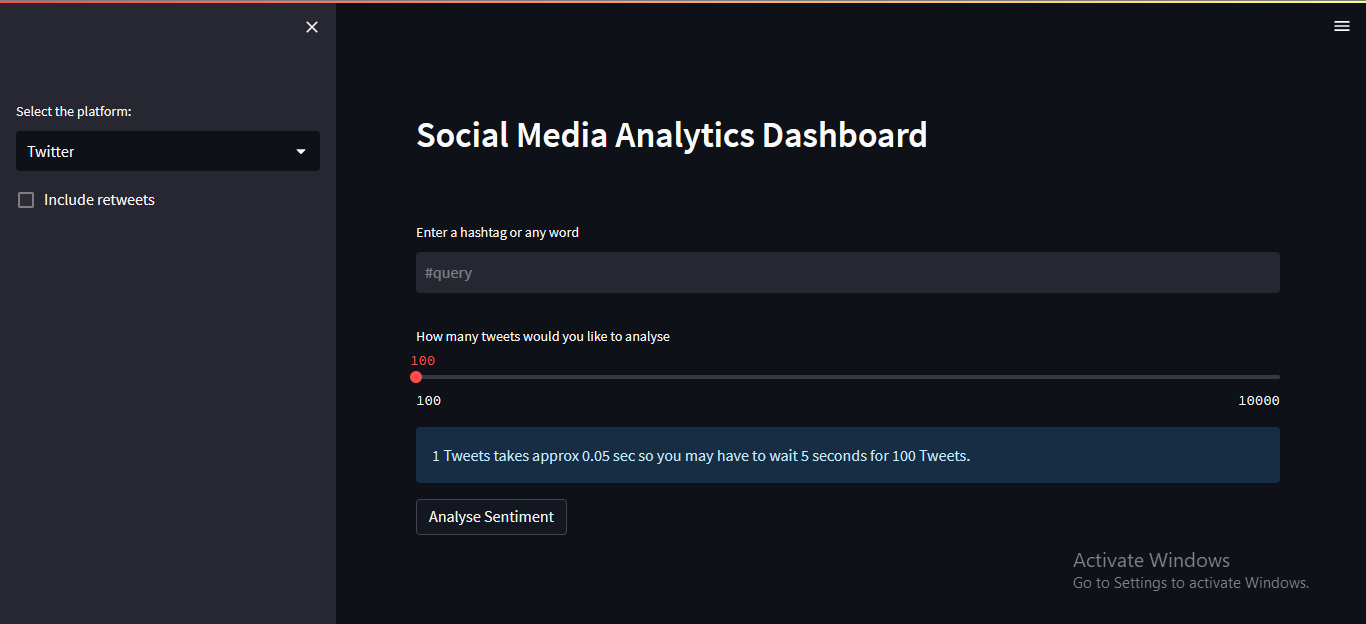 Select the platform:
Twitter
Include retweets
Social Media Analytics Dashboard
Enter a hashtag or any word
#query
How many tweets would you like to analyse
100
100 10000
1 Tweets takes approx 0.05 sec so you may have to wait 5 seconds for 100 Tweets.
Analyse Sentiment
Activate Windows
Go to Settings to activate Windows.